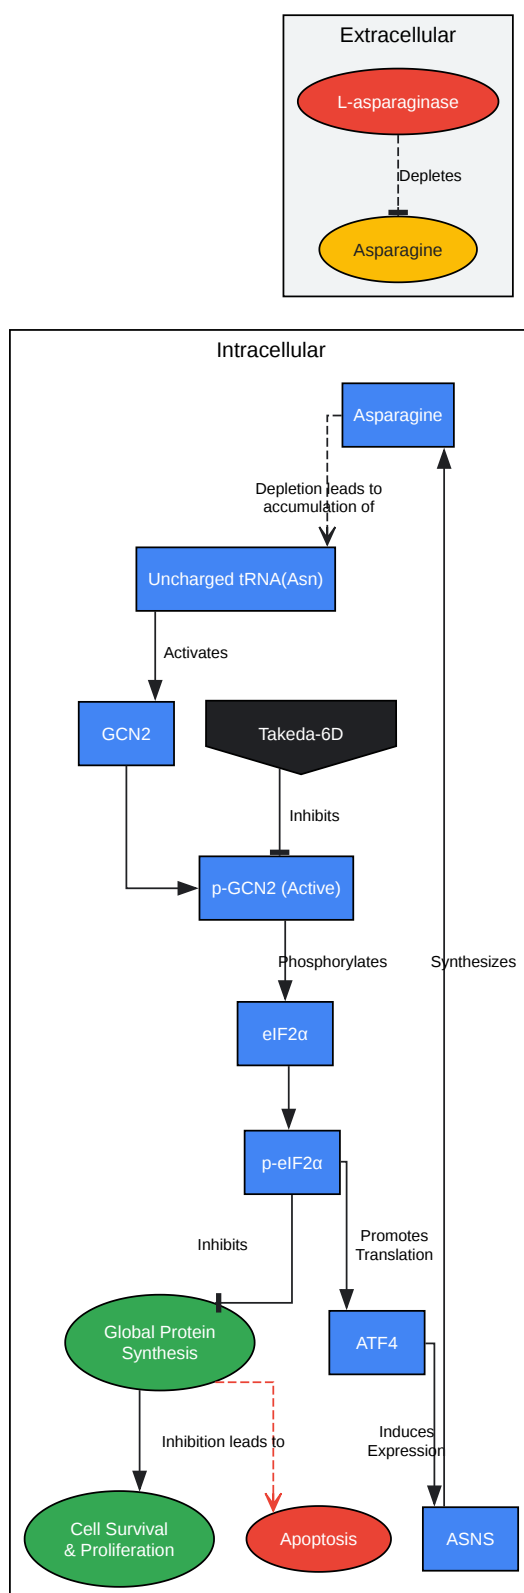 Extracellular
L-asparaginase
Depletes
Asparagine
Intracellular
Asparagine
Depletion leads to
accumulation of
Uncharged tRNA(Asn)
Activates
GCN2
Takeda-6D
Inhibits
p-GCN2 (Active)
Phosphorylates
Synthesizes
eIF2α
p-eIF2α
Inhibits
Promotes
Translation
Global Protein
Synthesis
ATF4
Inhibition leads to
Induces
Expression
Cell Survival
& Proliferation
Apoptosis
ASNS